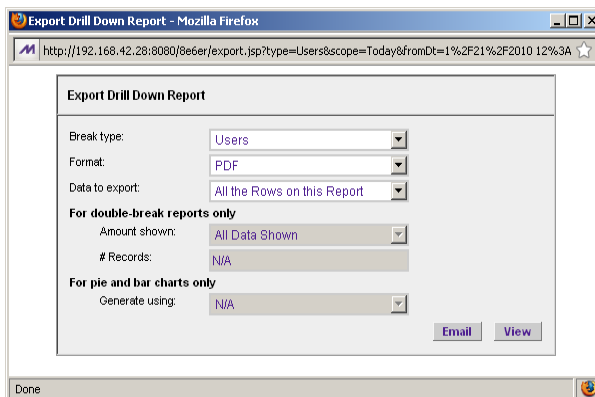 Export Drill Down Report - Mozilla Firefox
http://192.168.42.28:8080/8e6er/export.jsp?type=Users&scope=Today&fromDt=1%2F21%2F2010 12%3A
Export Drill Down Report
Break type: Users
Format: PDF
Data to export: All the Rows on this Report
For double-break reports only
Amount shown: All Data Shown
# Records: N/A
For pie and bar charts only
Generate using: N/A
Email View
Done